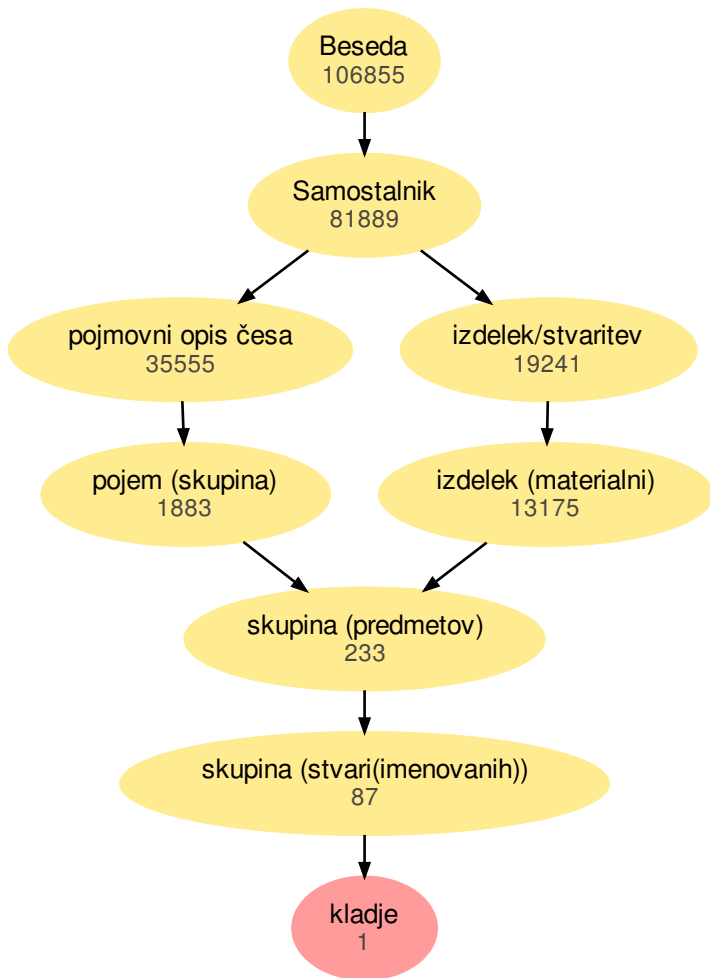 Beseda
106855
Samostalnik
81889
pojmovni opis česa
35555
izdelek/stvaritev
19241
pojem (skupina)
1883
izdelek (materialni)
13175
skupina (predmetov)
233
skupina (stvari(imenovanih))
87
kladje
1